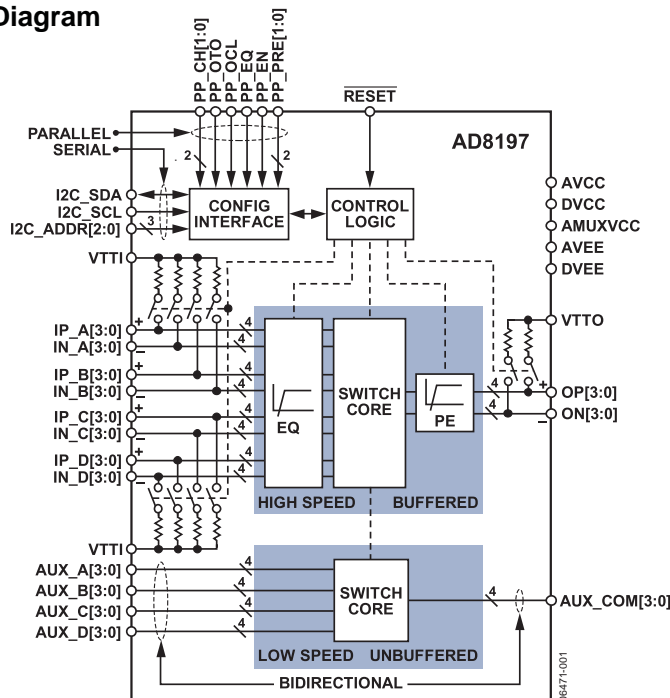 Diagram
PP_CH[1:0]
PP_OTO
PP_OCL
PP_EQ
PP_EN
PP_PRE[1:0]
RESET
PARALLEL
SERIAL
2
2
AD8197
I2C_SDA
I2C_SCL
I2C_ADDR[2:0]
3
CONFIG
INTERFACE
CONTROL
LOGIC
AVCC
DVCC
AMUXVCC
AVEE
DVEE
VTTI
VTTO
+
IP_A[3:0]
4
IN_A[3:0]
–
4
+
IP_B[3:0]
4
IN_B[3:0]
–
4
+
IP_C[3:0]
4
IN_C[3:0]
–
4
+
IP_D[3:0]
4
IN_D[3:0]
–
4
EQ
SWITCH
CORE
PE
4
+
OP[3:0]
4
ON[3:0]
–
HIGH SPEED
BUFFERED
VTTI
AUX_A[3:0]
4
AUX_B[3:0]
4
AUX_C[3:0]
4
AUX_D[3:0]
4
SWITCH
CORE
4
AUX_COM[3:0]
LOW SPEED
UNBUFFERED
BIDIRECTIONAL
06471-001